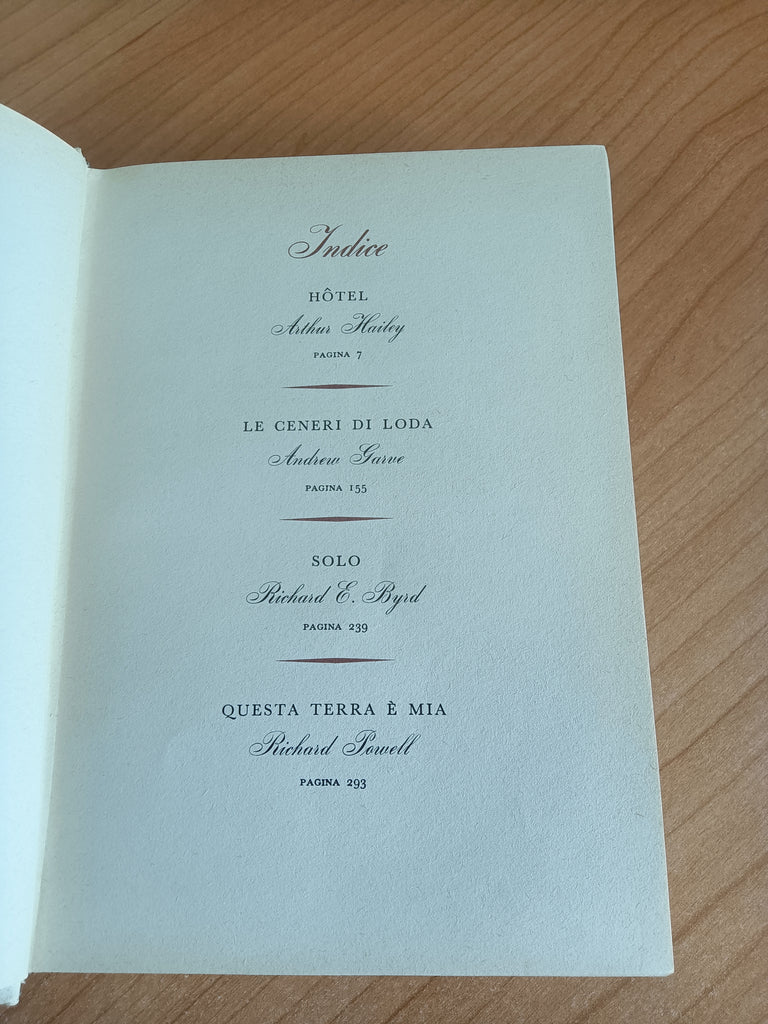 Indice
HÔTEL
Arthur Hailey
PAGINA 7
LE CENERI DI LODA
Andrew Garve
PAGINA 155
SOLO
Richard E. Byrd
PAGINA 239
QUESTA TERRA È MIA
Richard Powell
PAGINA 293